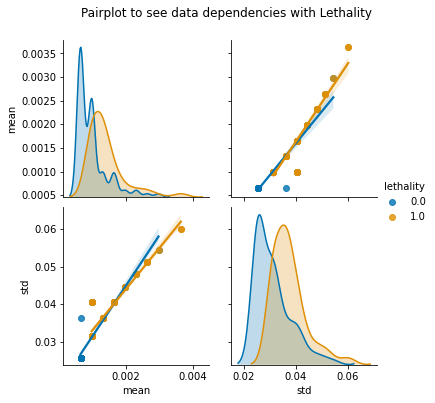 Pairplot to see data dependencies with Lethality
0.0035
0.0030
0.0025
0.0020
0.0015
0.0010
0.0005
mean
lethality
0.0
1.0
0.06
0.05
0.04
0.03
std
0.002 0.004
mean
0.02 0.04 0.06
std